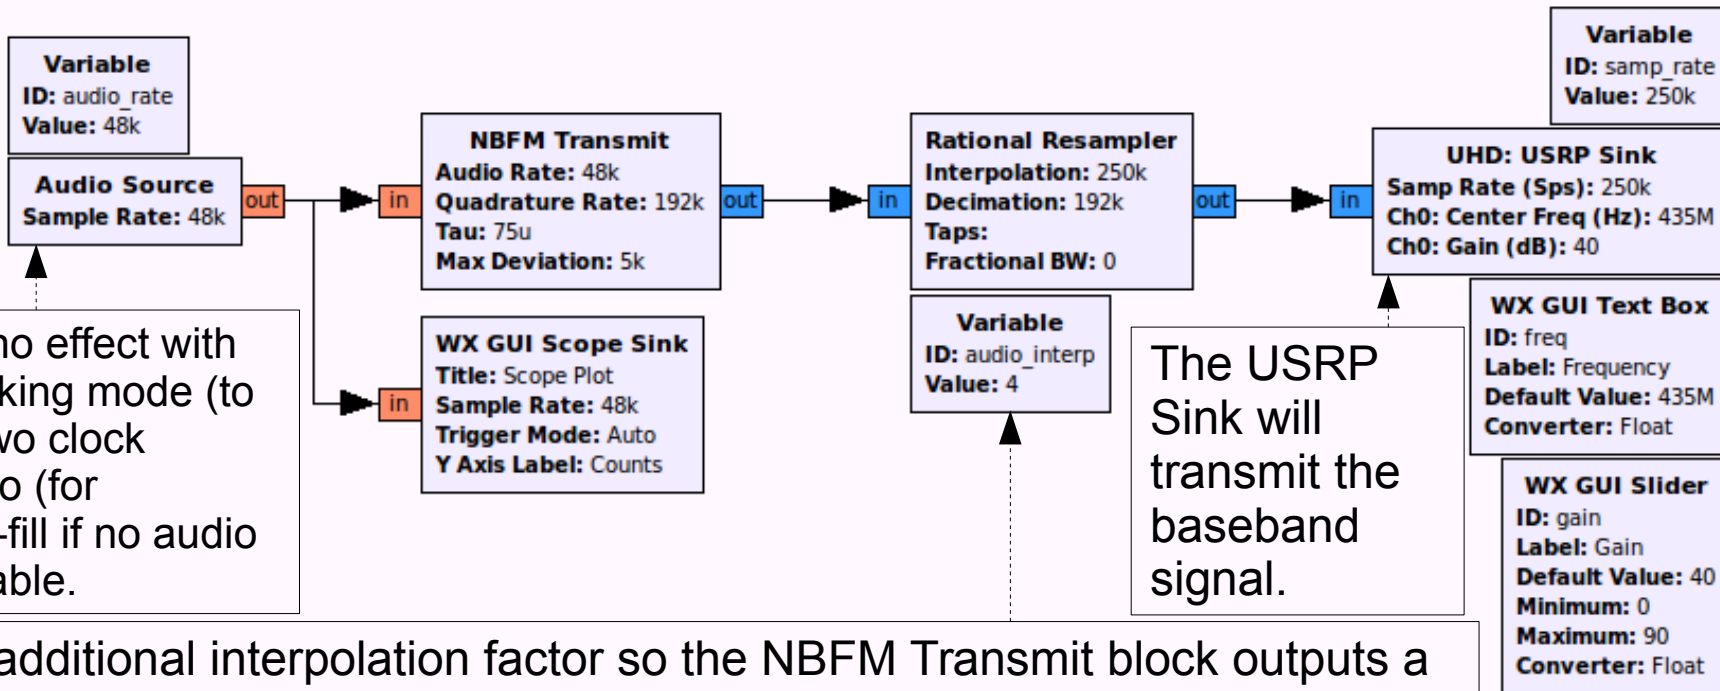 Variable
ID: audio_rate
Value: 48k
Audio Source
Sample Rate: 48k
out
in
NBFM Transmit
Audio Rate: 48k
Quadrature Rate: 192k
Tau: 75u
Max Deviation: 5k
out
in
WX GUI Scope Sink
Title: Scope Plot
Sample Rate: 48k
Trigger Mode: Auto
Y Axis Label: Counts
in
Rational Resampler
Interpolation: 250k
Decimation: 192k
Taps:
Fractional BW: 0
out
Variable
ID: audio_interp
Value: 4
Variable
ID: samp_rate
Value: 250k
in
UHD: USRP Sink
Samp Rate (Sps): 250k
Ch0: Center Freq (Hz): 435M
Ch0: Gain (dB): 40
WX GUI Text Box
ID: freq
Label: Frequency
Default Value: 435M
Converter: Float
WX GUI Slider
ID: gain
Label: Gain
Default Value: 40
Minimum: 0
Maximum: 90
Converter: Float
no effect with
king mode (to
wo clock
o (for
-fill if no audio
able.
The USRP
Sink will
transmit the
baseband
signal.
additional interpolation factor so the NBFM Transmit block outputs a